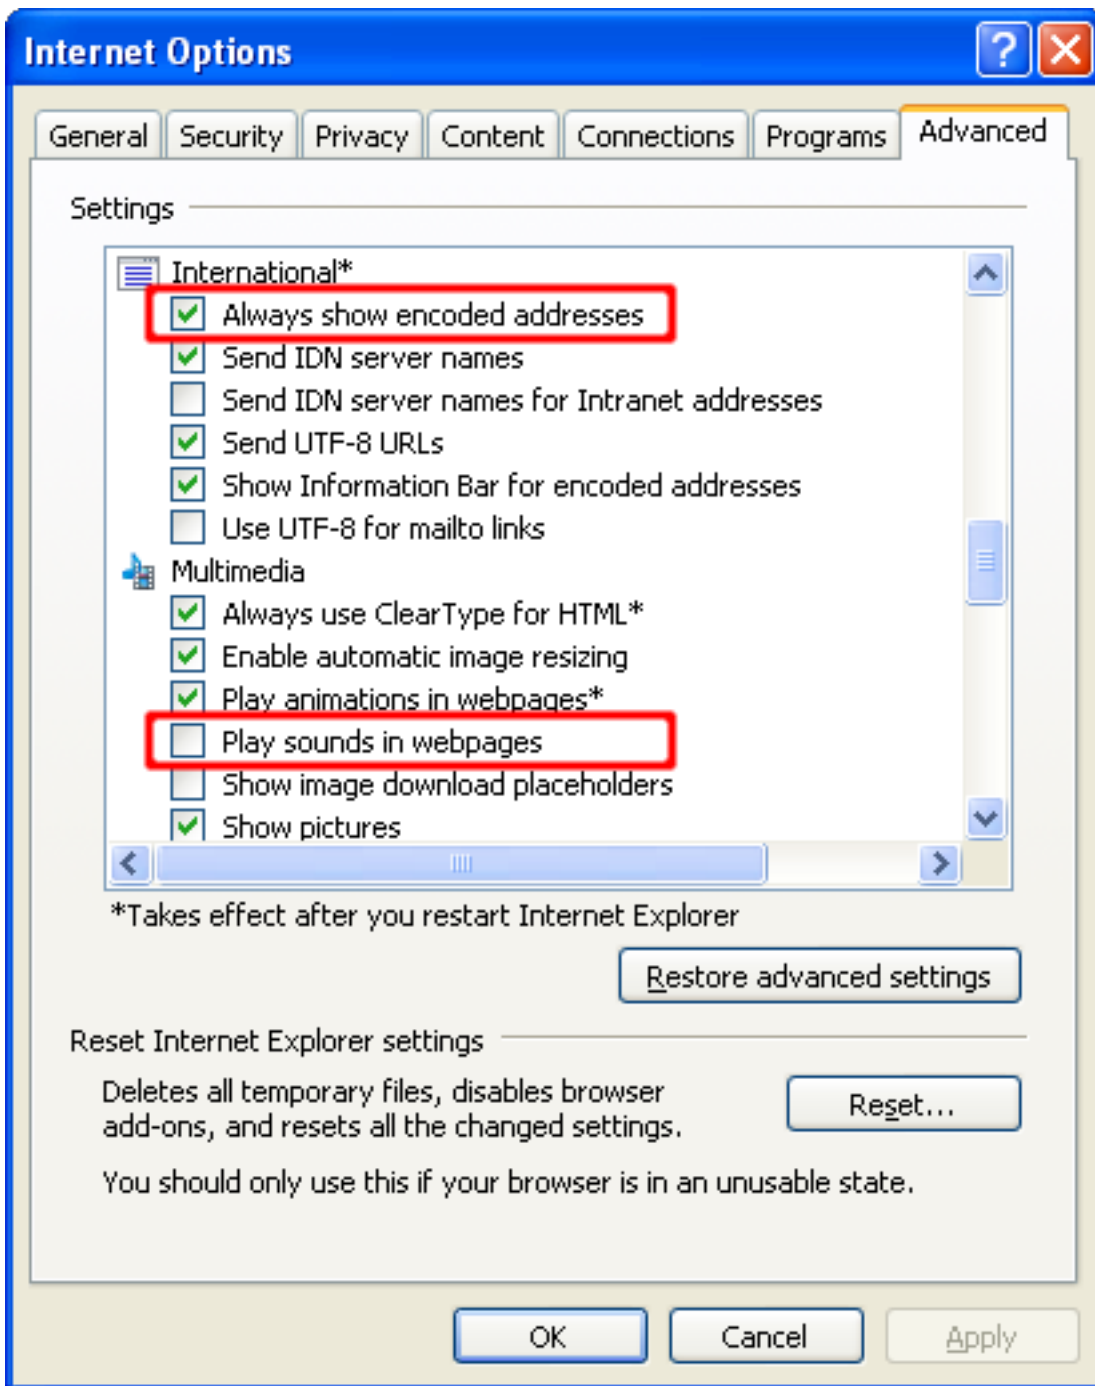 Internet Options
?
General Security Privacy Content Connections Programs Advanced
Settings
International*
Always show encoded addresses
Send IDN server names
Send IDN server names for Intranet addresses
Send UTF-8 URLs
Show Information Bar for encoded addresses
Use UTF-8 for mailto links
Multimedia
Always use ClearType for HTML*
Enable automatic image resizing
Play animations in webpages*
Play sounds in webpages
Show image download placeholders
Show pictures
*Takes effect after you restart Internet Explorer
Restore advanced settings
Reset Internet Explorer settings
Deletes all temporary files, disables browser
add-ons, and resets all the changed settings.
Reset...
You should only use this if your browser is in an unusable state.
OK Cancel Apply